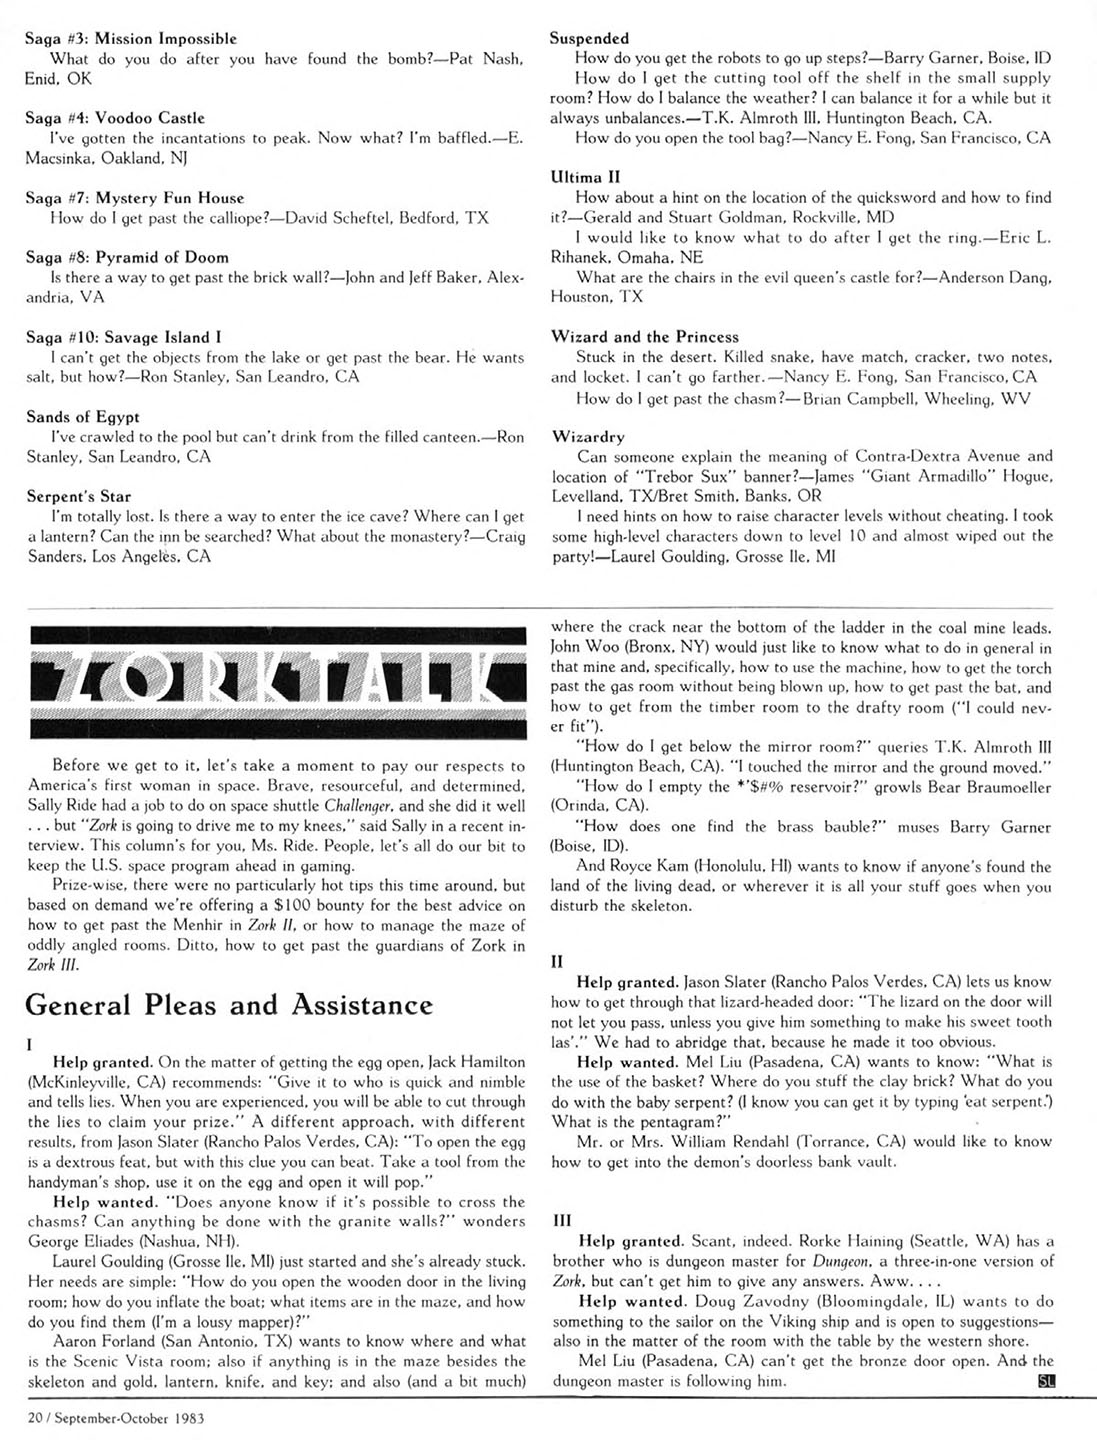 Saga #3: Mission Impossible
What do you do after you have found the bomb?—Pat Nash,
Enid, OK
Saga #4: Voodoo Castle
I've gotten the incantations to peak. Now what? I'm baffled.—E.
Macsinka, Oakland, NJ
Saga #7: Mystery Fun House
How do I get past the calliope?—David Scheftel, Bedford, TX
Saga #8: Pyramid of Doom
Is there a way to get past the brick wall?—John and Jeff Baker, Alex-
andria, VA
Saga #10: Savage Island I
I can't get the objects from the lake or get past the bear. He wants
salt, but how?—Ron Stanley, San Leandro, CA
Sands of Egypt
I've crawled to the pool but can't drink from the filled canteen.—Ron
Stanley, San Leandro, CA
Serpent's Star
I'm totally lost. Is there a way to enter the ice cave? Where can I get
a lantern? Can the inn be searched? What about the monastery?—Craig
Sanders, Los Angeles, CA
Suspended
How do you get the robots to go up steps?—Barry Garner, Boise, ID
How do I get the cutting tool off the shelf in the small supply
room? How do I balance the weather? I can balance it for a while but it
always unbalances.—T.K. Almroth III, Huntington Beach, CA.
How do you open the tool bag?—Nancy E. Fong, San Francisco, CA
Ultima II
How about a hint on the location of the quicksword and how to find
it?—Gerald and Stuart Goldman, Rockville, MD
I would like to know what to do after I get the ring.—Eric L.
Rihanek, Omaha, NE
What are the chairs in the evil queen's castle for?—Anderson Dang,
Houston, TX
Wizard and the Princess
Stuck in the desert. Killed snake, have match, cracker, two notes,
and locket. I can't go farther.—Nancy E. Fong, San Francisco, CA
How do I get past the chasm?—Brian Campbell, Wheeling, WV
Wizardry
Can someone explain the meaning of Contra-Dextra Avenue and
location of "Trebor Sux" banner?—James "Giant Armadillo" Hogue,
Levelland, TX/Bret Smith, Banks, OR
I need hints on how to raise character levels without cheating. I took
some high-level characters down to level 10 and almost wiped out the
party!—Laurel Goulding, Grosse Ile, MI
ZORKTALK
Before we get to it, let's take a moment to pay our respects to
America's first woman in space. Brave, resourceful, and determined,
Sally Ride had a job to do on space shuttle Challenger, and she did it well
. . . but "Zork is going to drive me to my knees," said Sally in a recent in-
terview. This column's for you, Ms. Ride. People, let's all do our bit to
keep the U.S. space program ahead in gaming.
Prize-wise, there were no particularly hot tips this time around, but
based on demand we're offering a $100 bounty for the best advice on
how to get past the Menhir in Zork II, or how to manage the maze of
oddly angled rooms. Ditto, how to get past the guardians of Zork in
Zork III.
General Pleas and Assistance
I
Help granted. On the matter of getting the egg open, Jack Hamilton
(McKinleyville, CA) recommends: "Give it to who is quick and nimble
and tells lies. When you are experienced, you will be able to cut through
the lies to claim your prize." A different approach, with different
results, from Jason Slater (Rancho Palos Verdes, CA): "To open the egg
is a dextrous feat, but with this clue you can beat. Take a tool from the
handyman's shop, use it on the egg and open it will pop."
Help wanted. "Does anyone know if it's possible to cross the
chasms? Can anything be done with the granite walls?" wonders
George Eliades (Nashua, NH).
Laurel Goulding (Grosse Ile, MI) just started and she's already stuck.
Her needs are simple: "How do you open the wooden door in the living
room; how do you inflate the boat; what items are in the maze, and how
do you find them (I'm a lousy mapper)?"
Aaron Forland (San Antonio, TX) wants to know where and what
is the Scenic Vista room; also if anything is in the maze besides the
skeleton and gold, lantern, knife, and key; and also (and a bit much)
where the crack near the bottom of the ladder in the coal mine leads.
John Woo (Bronx, NY) would just like to know what to do in general in
that mine and, specifically, how to use the machine, how to get the torch
past the gas room without being blown up, how to get past the bat, and
how to get from the timber room to the drafty room ("I could nev-
er fit").
"How do I get below the mirror room?" queries T.K. Almroth III
(Huntington Beach, CA). "I touched the mirror and the ground moved."
"How do I empty the *'$#% reservoir?" growls Bear Braumoeller
(Orinda, CA).
"How does one find the brass bauble?" muses Barry Garner
(Boise, ID).
And Royce Kam (Honolulu, HI) wants to know if anyone's found the
land of the living dead, or wherever it is all your stuff goes when you
disturb the skeleton.
II
Help granted. Jason Slater (Rancho Palos Verdes, CA) lets us know
how to get through that lizard-headed door: "The lizard on the door will
not let you pass, unless you give him something to make his sweet tooth
las'." We had to abridge that, because he made it too obvious.
Help wanted. Mel Liu (Pasadena, CA) wants to know: "What is
the use of the basket? Where do you stuff the clay brick? What do you
do with the baby serpent? (I know you can get it by typing 'eat serpent.')
What is the pentagram?"
Mr. or Mrs. William Rendahl (Torrance, CA) would like to know
how to get into the demon's doorless bank vault.
III
Help granted. Scant, indeed. Rorke Haining (Seattle, WA) has a
brother who is dungeon master for Dungeon, a three-in-one version of
Zork, but can't get him to give any answers. Aww. . . .
Help wanted. Doug Zavodny (Bloomingdale, IL) wants to do
something to the sailor on the Viking ship and is open to suggestions—
also in the matter of the room with the table by the western shore.
Mel Liu (Pasadena, CA) can't get the bronze door open. And the
dungeon master is following him. SL
20 / September-October 1983